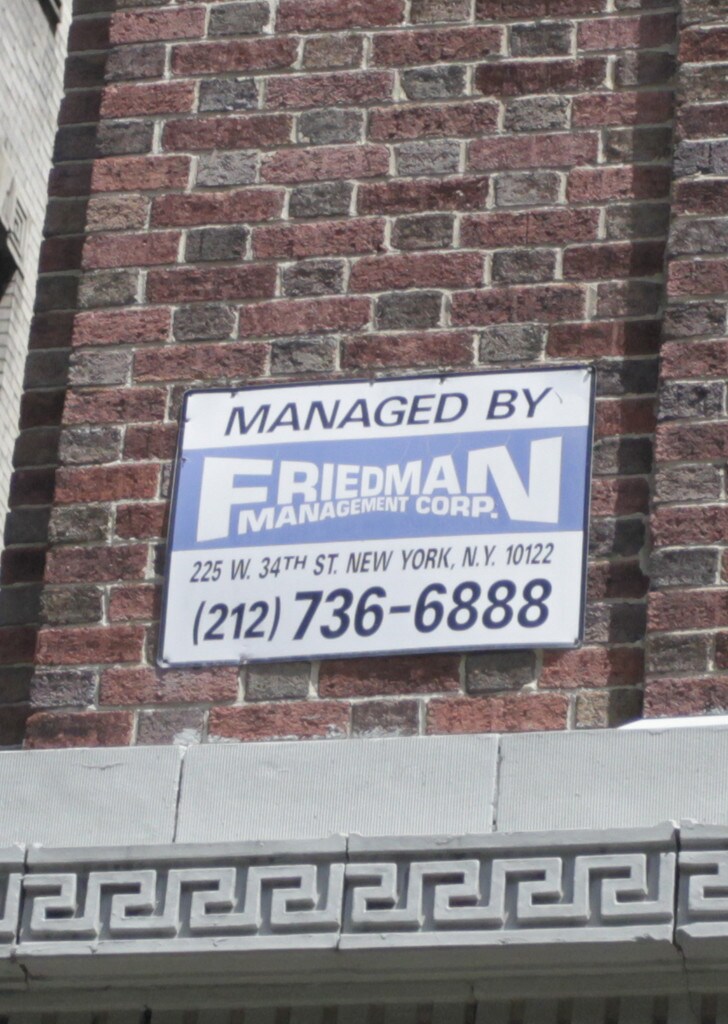 MANAGED BY
FRIEDMAN
MANAGEMENT CORP.
225 W. 34TH ST. NEW YORK, N.Y. 10122
(212) 736-6888